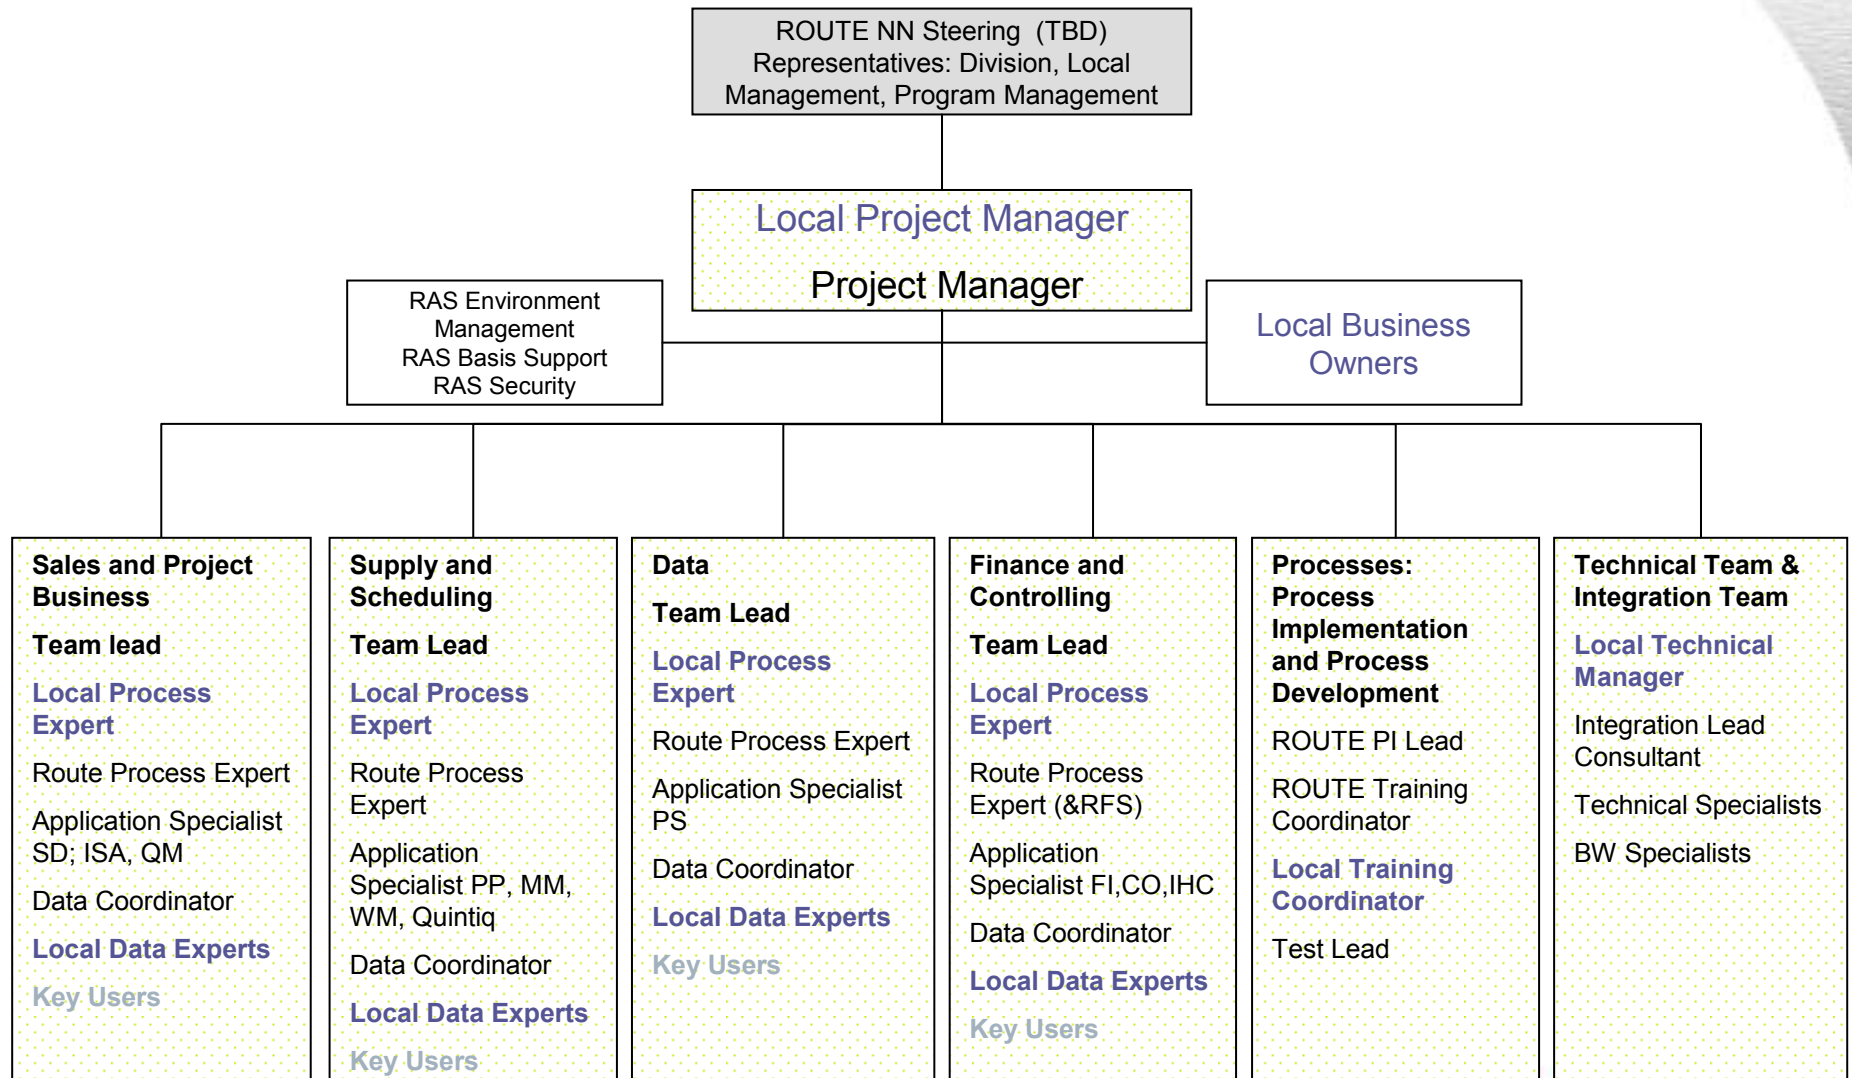 ROUTE NN Steering (TBD)
Representatives: Division, Local
Management, Program Management
Local Project Manager
Project Manager
RAS Environment
Management
RAS Basis Support
RAS Security
Local Business
Owners
Sales and Project
Business
Team lead
Local Process
Expert
Route Process Expert
Application Specialist
SD; ISA, QM
Data Coordinator
Local Data Experts
Key Users
Supply and
Scheduling
Team Lead
Local Process
Expert
Route Process
Expert
Application
Specialist PP, MM,
WM, Quintiq
Data Coordinator
Local Data Experts
Key Users
Data
Team Lead
Local Process
Expert
Route Process Expert
Application Specialist
PS
Data Coordinator
Local Data Experts
Key Users
Finance and
Controlling
Team Lead
Local Process
Expert
Route Process
Expert (&RFS)
Application
Specialist FI,CO,IHC
Data Coordinator
Local Data Experts
Key Users
Processes:
Process
Implementation
and Process
Development
ROUTE PI Lead
ROUTE Training
Coordinator
Local Training
Coordinator
Test Lead
Technical Team &
Integration Team
Local Technical
Manager
Integration Lead
Consultant
Technical Specialists
BW Specialists